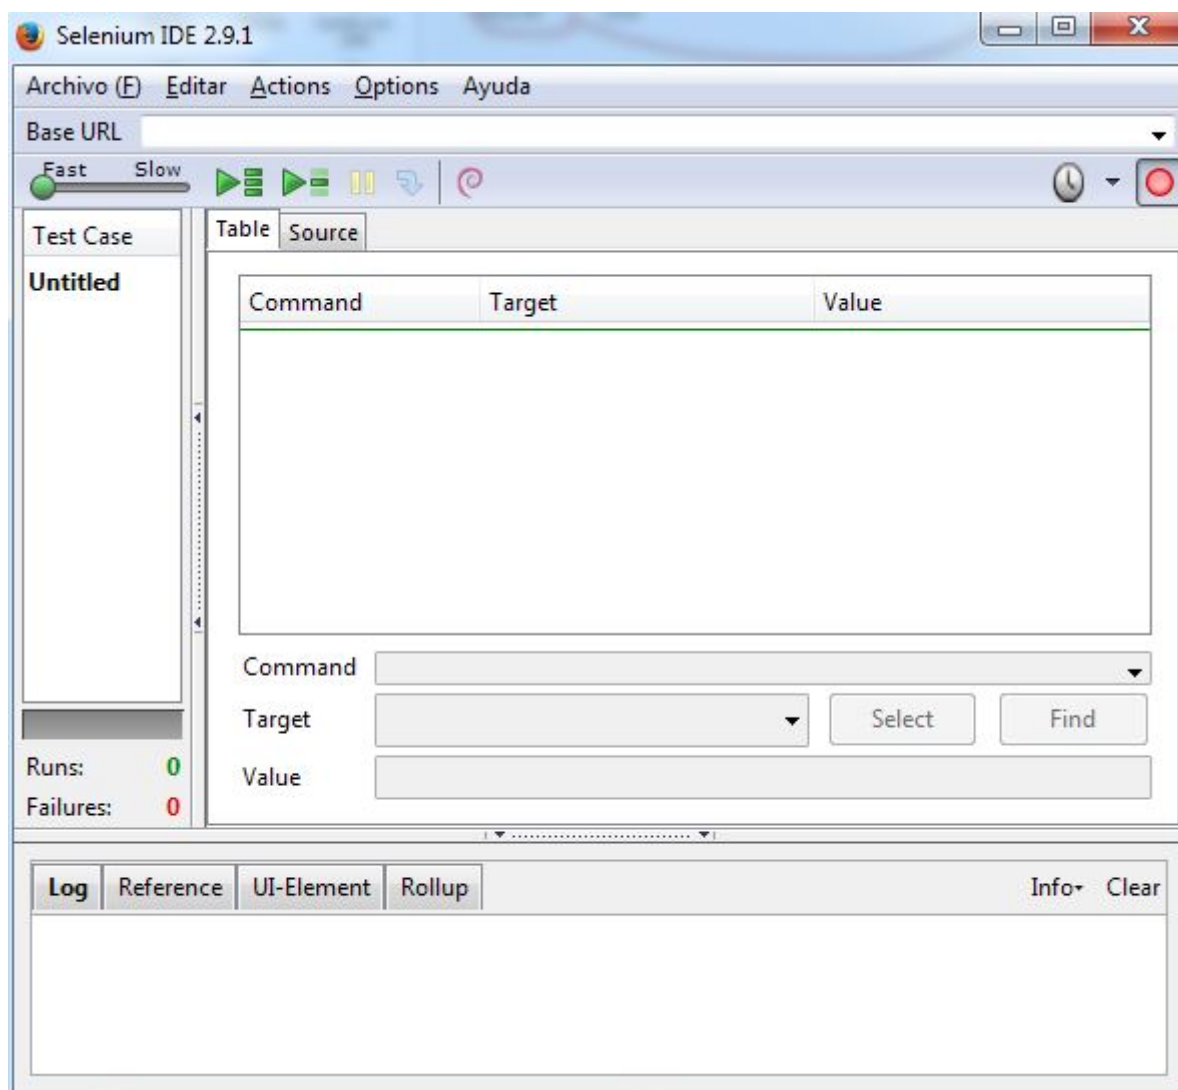 Selenium IDE 2.9.1
Archivo (F) Editar Actions Options Ayuda
Base URL
Fast Slow
Test Case
Table Source
Untitled
Command Target Value
Command
Target Select Find
Value
Runs: 0
Failures: 0
Log Reference UI-Element Rollup Info Clear